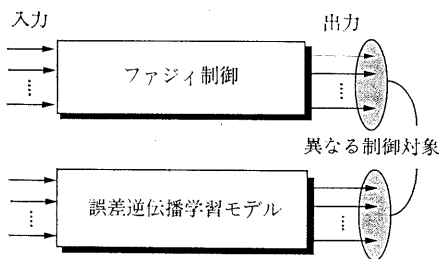 入力
出力
ファジィ制御
異なる制御対象
誤差逆伝播学習モデル